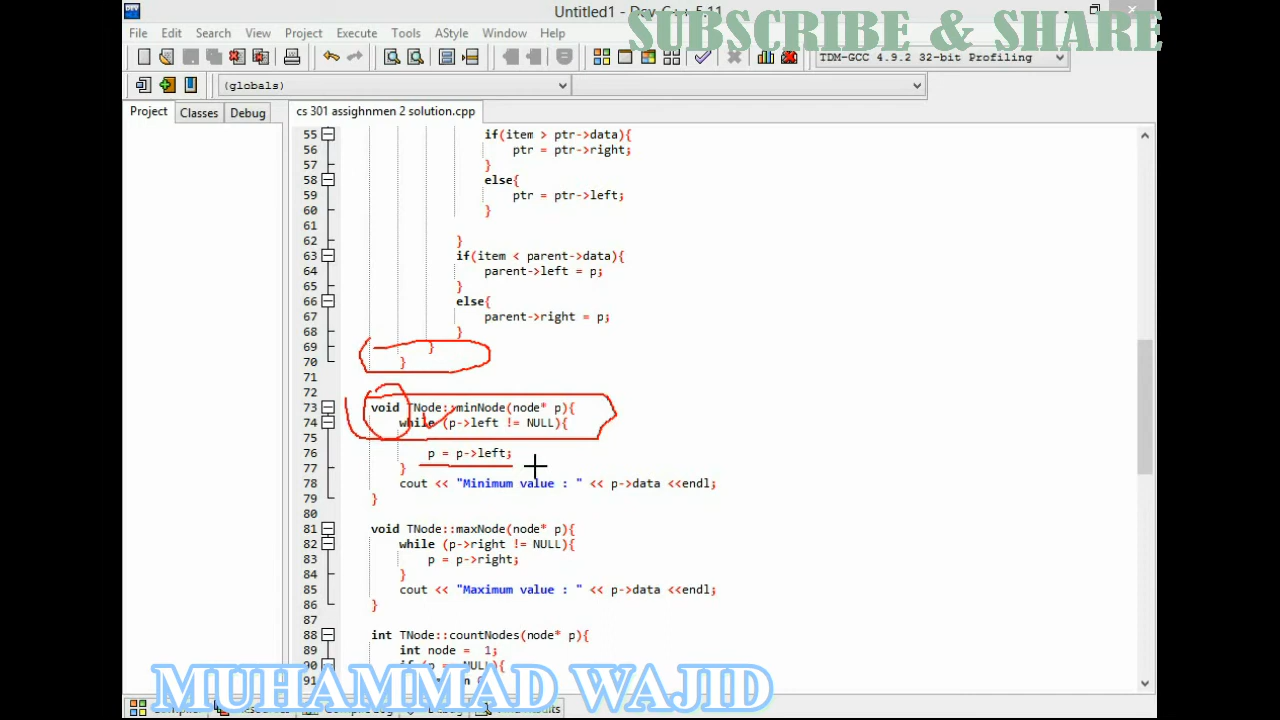 Untitled1 - Dev-C++ 5.11
SUBSCRIBE & SHARE
File Edit Search View Project Execute Tools AStyle Window Help
TDM-GCC 4.9.2 32-bit Profiling
(globals)
Project Classes Debug
cs 301 assighnmen 2 solution.cpp
55 if(item > ptr->data){
56 ptr = ptr->right;
57 }
58 else{
59 ptr = ptr->left;
60 }
61
62 }
63 if(item < parent->data){
64 parent->left = p;
65 }
66 else{
67 parent->right = p;
68 }
69 }
70 }
71
72
73 void TNode::minNode(node* p){
74 while (p->left != NULL){
75
76 p = p->left;
77 }
78 cout << "Minimum value : " << p->data <<endl;
79 }
80
81 void TNode::maxNode(node* p){
82 while (p->right != NULL){
83 p = p->right;
84 }
85 cout << "Maximum value : " << p->data <<endl;
86 }
87
88 int TNode::countNodes(node* p){
89 int node = 1;
90 if (p == NULL){
91
MUHAMMAD WAJID